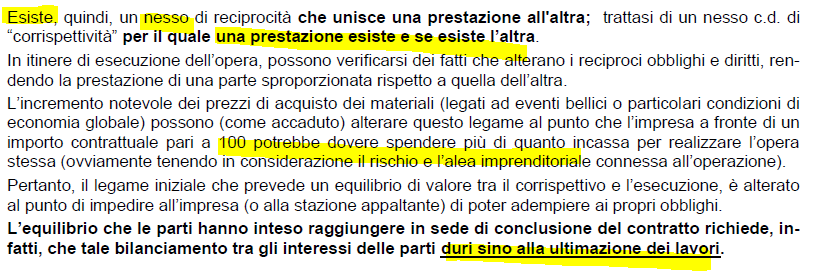 Esiste, quindi, un nesso di reciprocità che unisce una prestazione all'altra; trattasi di un nesso c.d. di
“corrispettività” per il quale una prestazione esiste e se esiste l’altra.
In itinere di esecuzione dell’opera, possono verificarsi dei fatti che alterano i reciproci obblighi e diritti, ren-
dendo la prestazione di una parte sproporzionata rispetto a quella dell’altra.
L’incremento notevole dei prezzi di acquisto dei materiali (legati ad eventi bellici o particolari condizioni di
economia globale) possono (come accaduto) alterare questo legame al punto che l’impresa a fronte di un
importo contrattuale pari a 100 potrebbe dovere spendere più di quanto incassa per realizzare l’opera
stessa (ovviamente tenendo in considerazione il rischio e l’alea imprenditoriale connessa all’operazione).
Pertanto, il legame iniziale che prevede un equilibrio di valore tra il corrispettivo e l’esecuzione, è alterato
al punto di impedire all’impresa (o alla stazione appaltante) di poter adempiere ai propri obblighi.
L’equilibrio che le parti hanno inteso raggiungere in sede di conclusione del contratto richiede, in-
fatti, che tale bilanciamento tra gli interessi delle parti duri sino alla ultimazione dei lavori.